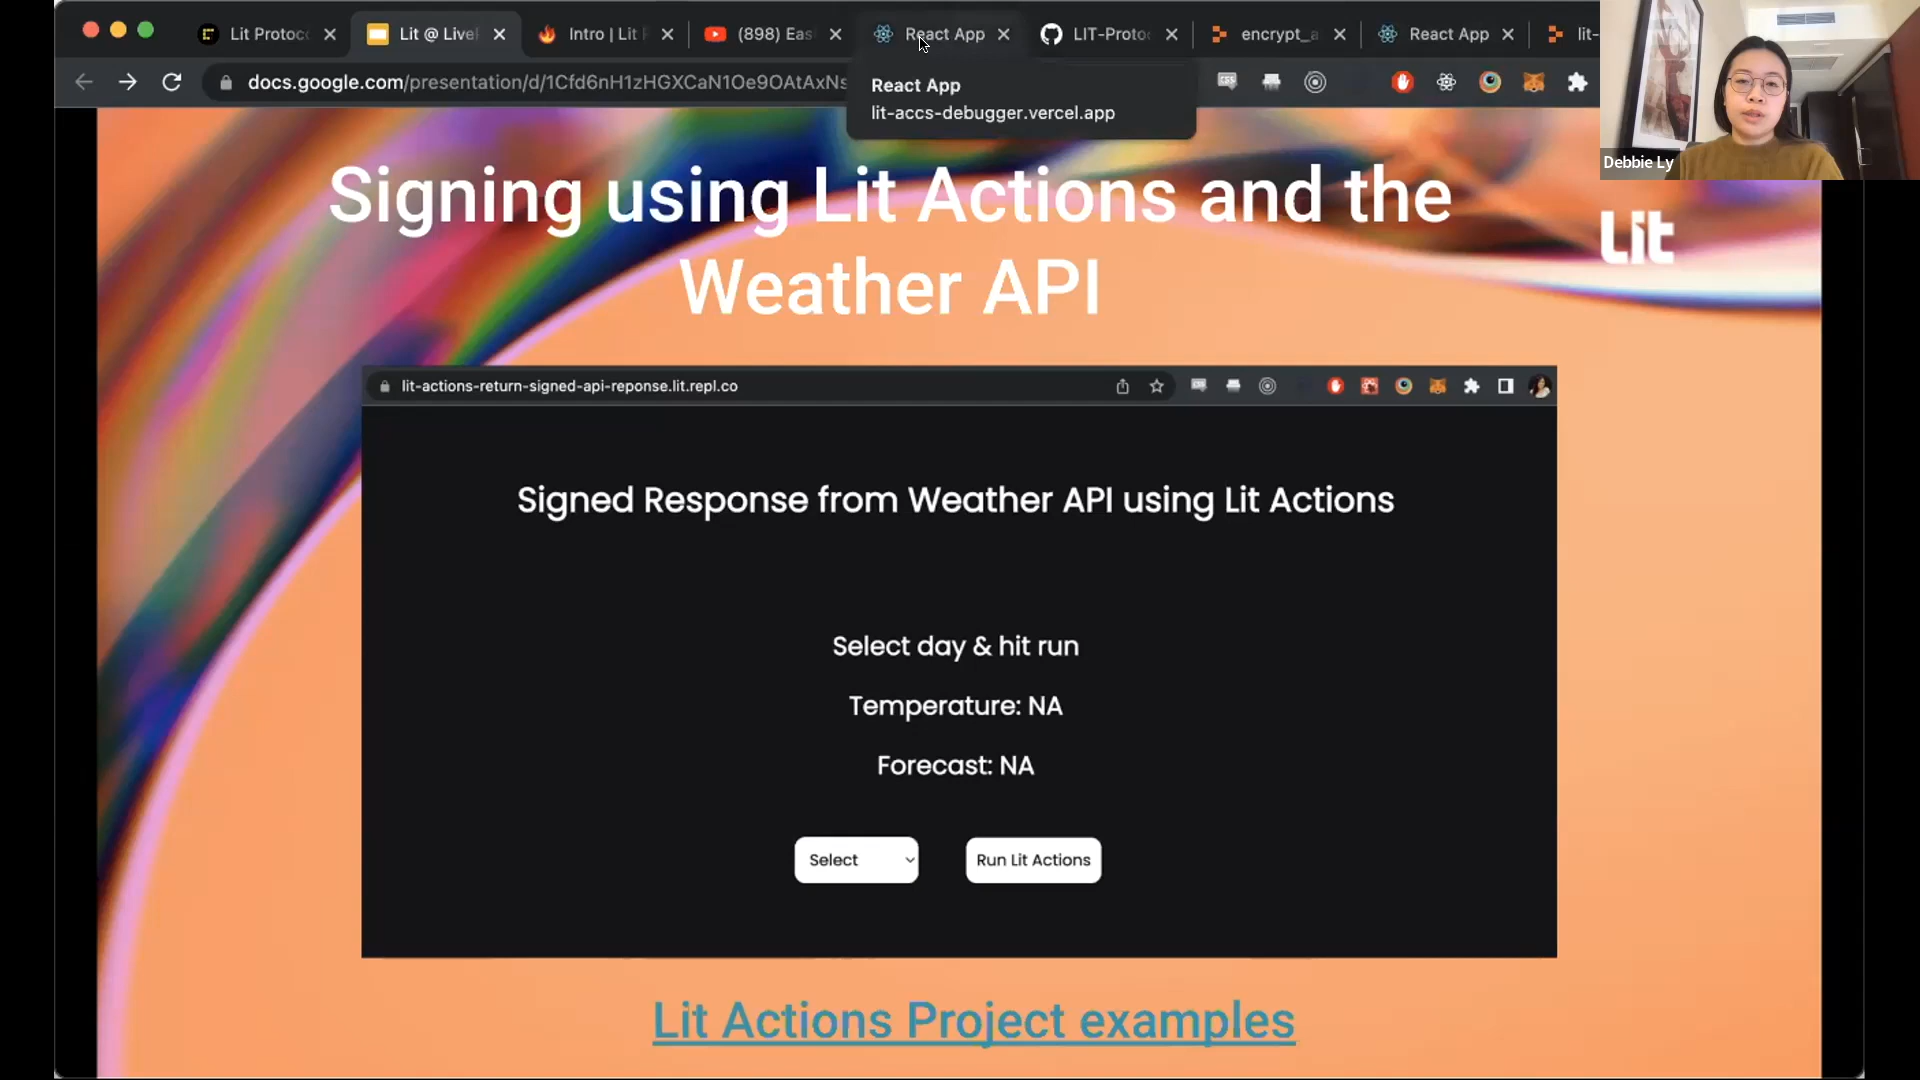 Lit Protoc
Lit @ Livel
Intro | Lit P
(898) Eas
React App
LIT-Proto
encrypt_a
React App
lit-
docs.google.com/presentation/d/1Cfd6nH1zHGXCaN1Oe9OAtAxNs
React App
lit-accs-debugger.vercel.app
Debbie Ly
Signing using Lit Actions and the
Weather API
Lit
lit-actions-return-signed-api-reponse.lit.repl.co
Signed Response from Weather API using Lit Actions
Select day & hit run
Temperature: NA
Forecast: NA
Select
Run Lit Actions
Lit Actions Project examples